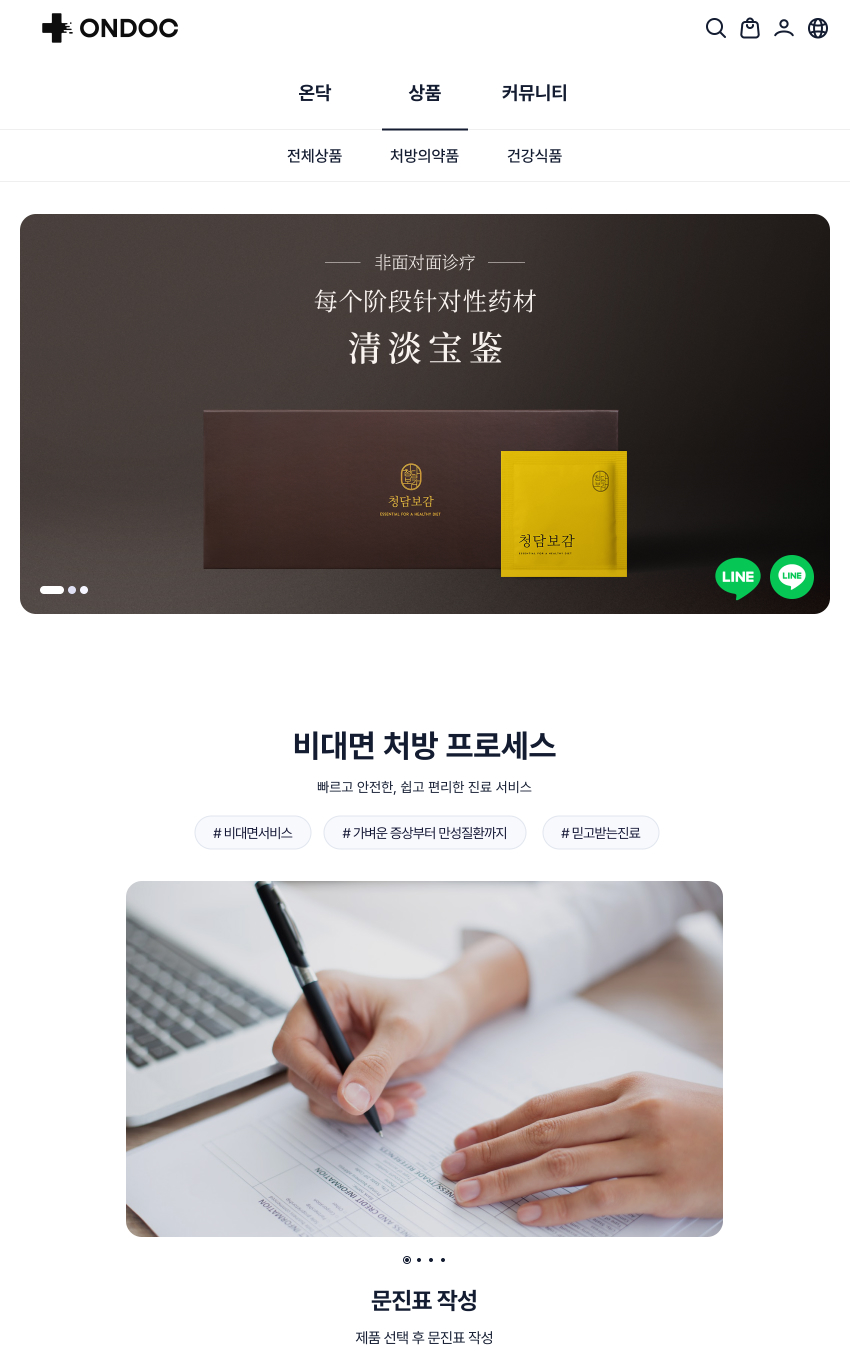 ONDOC
온닥 상품 커뮤니티
전체상품 처방의약품 건강식품
非面对面诊疗
每个阶段针对性药材
清淡宝鉴
청담보감
ESSENTIAL FOR A HEALTHY DIET
청담보감
ESSENTIAL FOR A HEALTHY DIET
LINE LINE
비대면 처방 프로세스
빠르고 안전한, 쉽고 편리한 진료 서비스
# 비대면서비스 # 가벼운 증상부터 만성질환까지 # 믿고받는진료
CREDIT INFORMATION
문진표 작성
제품 선택 후 문진표 작성